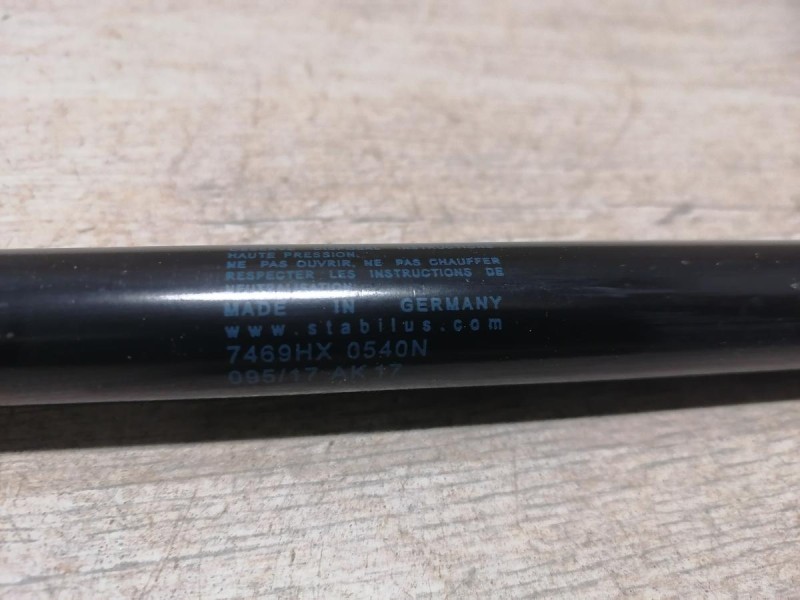 HAUTE PRESSION.
NE PAS OUVRIR, NE PAS CHAUFFER
RESPECTER LES INSTRUCTIONS DE
NEUTRALISATION.
MADE IN GERMANY
www.stabilus.com
7469HX 0540N
095/17 AK17